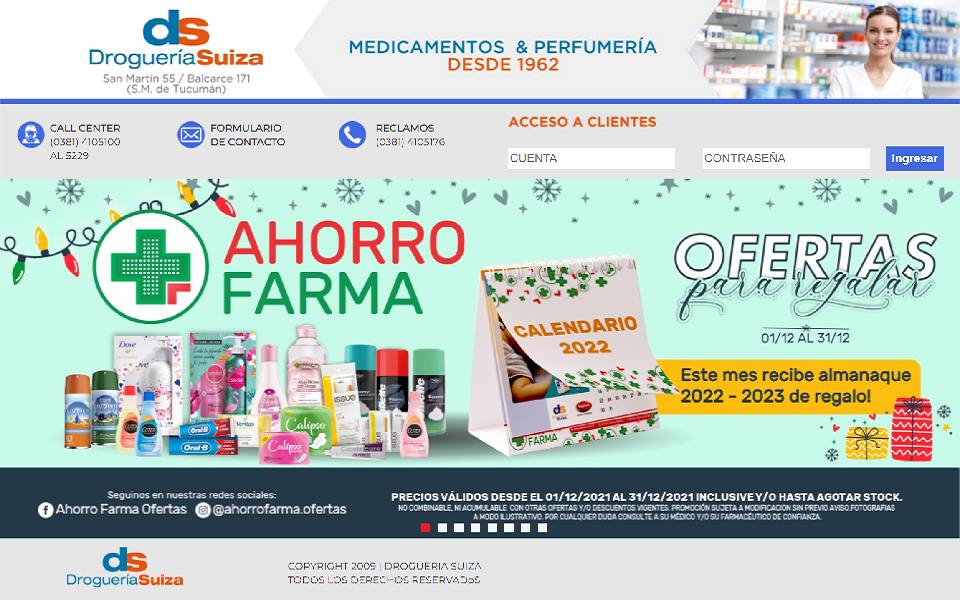 ds
DrogueríaSuiza
San Martín 55 / Balcarce 171
(S.M. de Tucumán)
MEDICAMENTOS & PERFUMERÍA
DESDE 1962
CALL CENTER
(0381) 4105100
AL 5229
FORMULARIO
DE CONTACTO
RECLAMOS
(0381) 4105176
ACCESO A CLIENTES
CUENTA
CONTRASEÑA
Ingresar
AHORRO
FARMA
OFERTAS
para regalar
01/12 AL 31/12
CALENDARIO
2022
Este mes recibe almanaque
2022 - 2023 de regalo!
Dove
Oral-B
Oral-B
Calipso
Calipso
ds
FARMA
Seguinos en nuestras redes sociales:
Ahorro Farma Ofertas
@ahorrofarma.ofertas
PRECIOS VÁLIDOS DESDE EL 01/12/2021 AL 31/12/2021 INCLUSIVE Y/O HASTA AGOTAR STOCK.
NO COMBINABLE, NI ACUMULABLE CON OTRAS OFERTAS Y/O DESCUENTOS VIGENTES. PROMOCIÓN SUJETA A MODIFICACION SIN PREVIO AVISO.FOTOGRAFIAS
A MODO ILUSTRATIVO. POR CUALQUIER DUDA CONSULTE A SU MÉDICO Y/O SU FARMACÉUTICO DE CONFIANZA.
ds
DrogueríaSuiza
COPYRIGHT 2009 | DROGUERIA SUIZA
TODOS LOS DERECHOS RESERVADOS